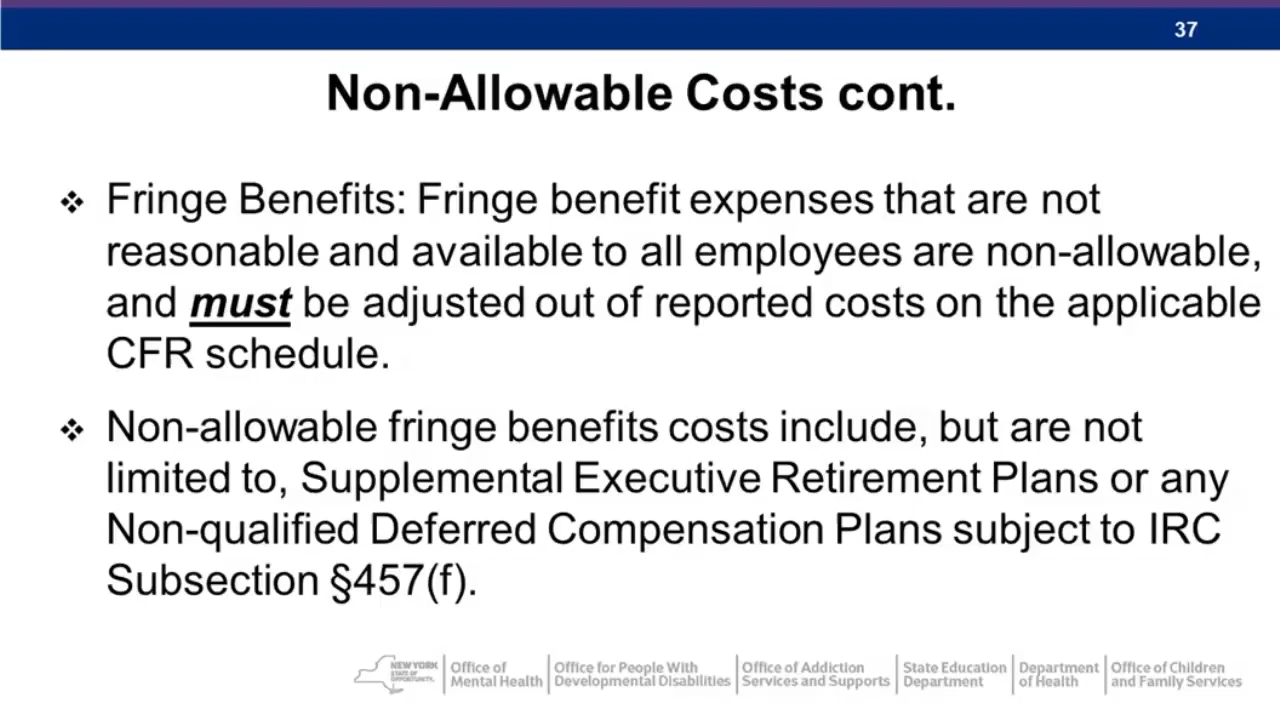 37
Non-Allowable Costs cont.
❖ Fringe Benefits: Fringe benefit expenses that are not
reasonable and available to all employees are non-allowable,
and must be adjusted out of reported costs on the applicable
CFR schedule.
❖ Non-allowable fringe benefits costs include, but are not
limited to, Supplemental Executive Retirement Plans or any
Non-qualified Deferred Compensation Plans subject to IRC
Subsection §457(f).
NEW YORK
STATE OF
OPPORTUNITY.
Office of
Mental Health
Office for People With
Developmental Disabilities
Office of Addiction
Services and Supports
State Education
Department
Department
of Health
Office of Children
and Family Services